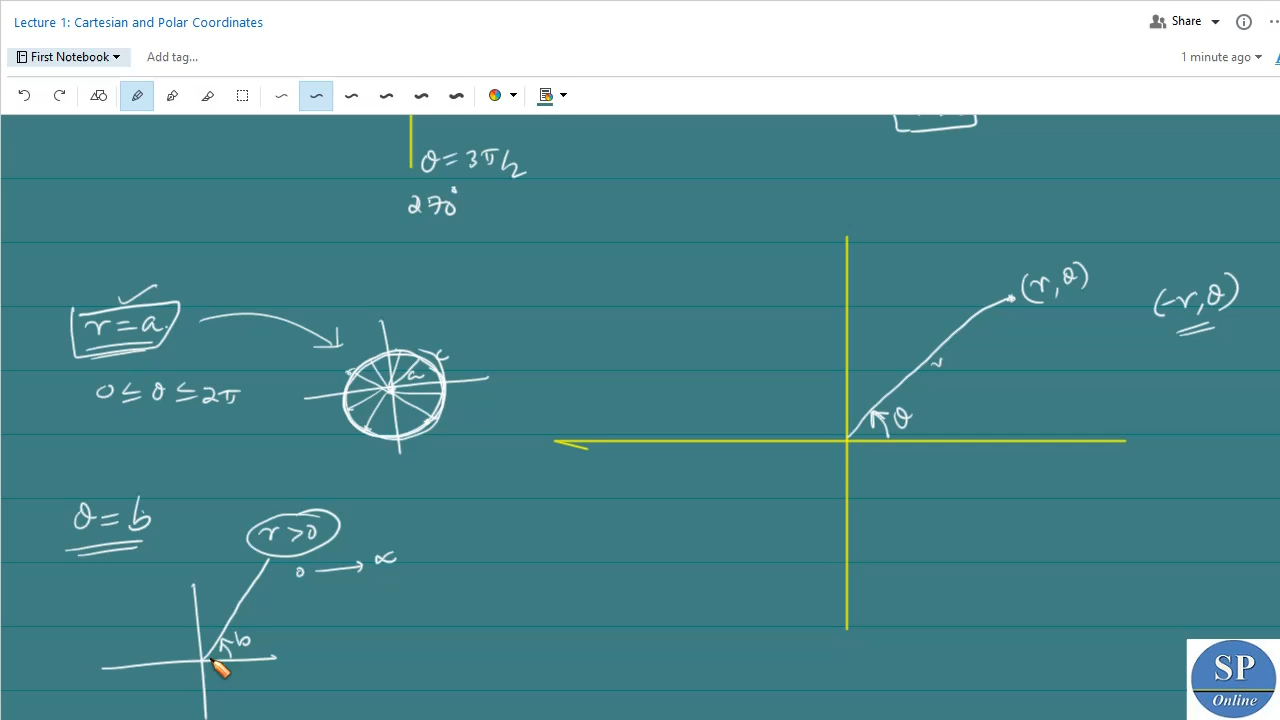 Lecture 1: Cartesian and Polar Coordinates
Share
First Notebook
Add tag...
1 minute ago
θ = 3π/2
270°
r = a
0 ≤ θ ≤ 2π
a
(r, θ)
(-r, θ)
r
θ
θ = b
r > 0
0 → ∞
b
SP
Online